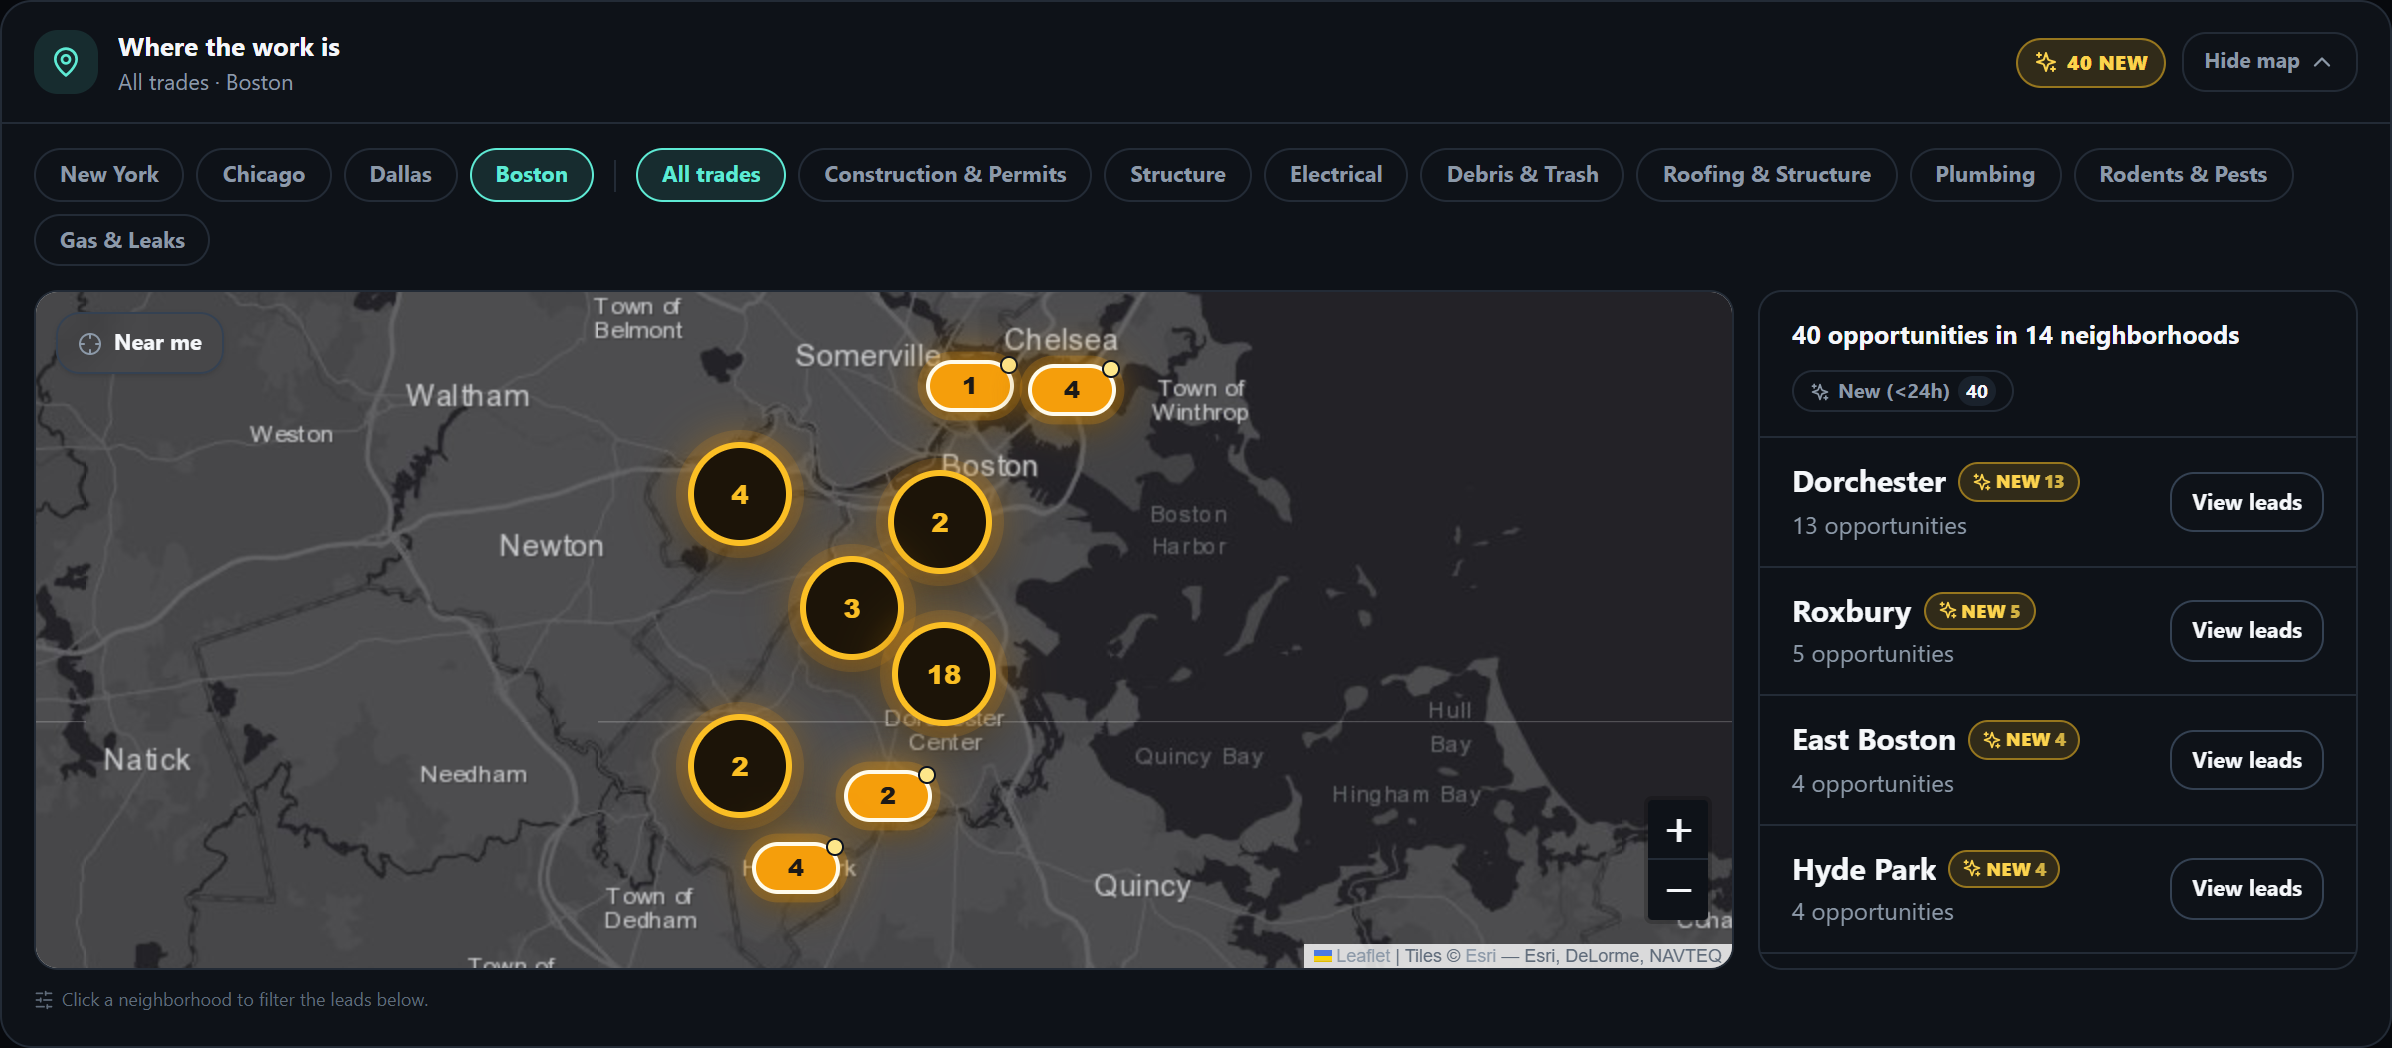 Where the work is
All trades · Boston
40 NEW
Hide map
New York
Chicago
Dallas
Boston
All trades
Construction & Permits
Structure
Electrical
Debris & Trash
Roofing & Structure
Plumbing
Rodents & Pests
Gas & Leaks
Near me
Town of
Belmont
Somerville
Chelsea
1
4
Town of
Winthrop
Waltham
Weston
Boston
4
2
Boston
Harbor
Newton
3
18
Center
Hull
Bay
Quincy Bay
Natick
Needham
2
2
Hingham Bay
4
Town of
Dedham
Quincy
Town of
+
−
Leaflet | Tiles © Esri — Esri, DeLorme, NAVTEQ
40 opportunities in 14 neighborhoods
New (<24h) 40
Dorchester NEW 13
13 opportunities
View leads
Roxbury NEW 5
5 opportunities
View leads
East Boston NEW 4
4 opportunities
View leads
Hyde Park NEW 4
4 opportunities
View leads
Click a neighborhood to filter the leads below.